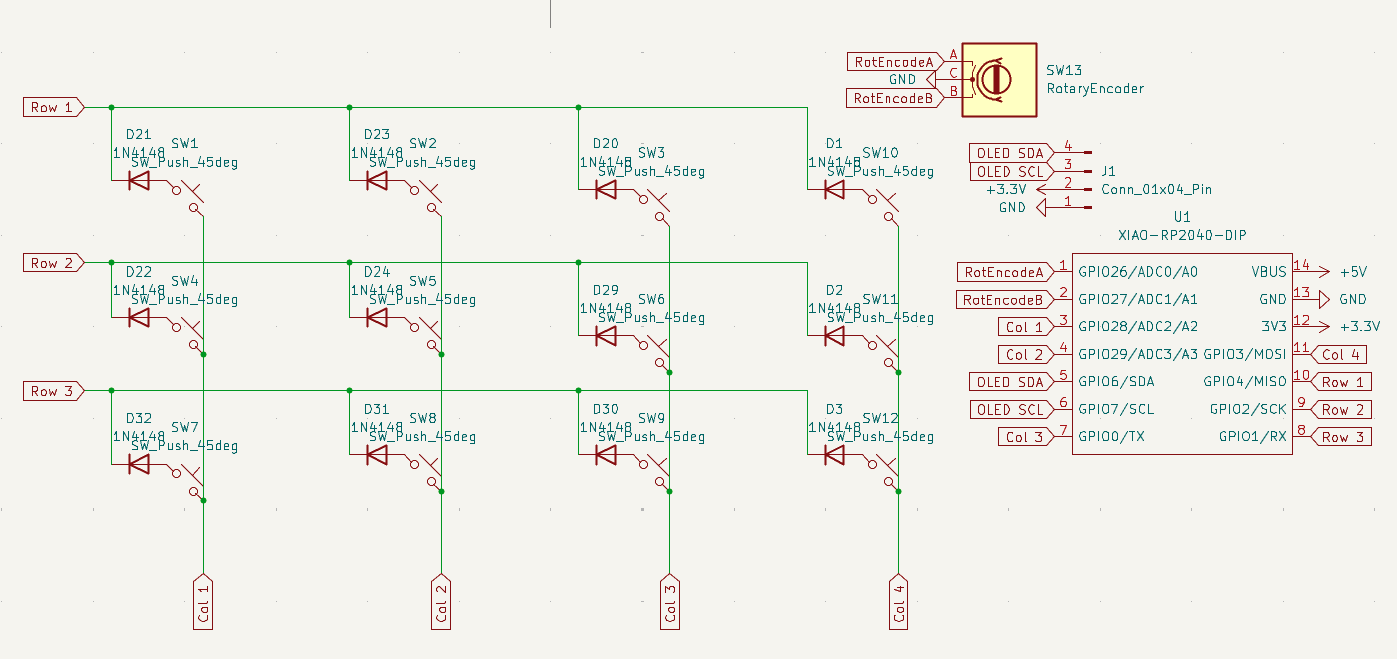 RotEncodeA
A
GND
C
RotEncodeB
B
SW13
RotaryEncoder
Row 1
D21
1N4148
SW1
SW_Push_45deg
D23
1N4148
SW2
SW_Push_45deg
D20
1N4148
SW3
SW_Push_45deg
D1
1N4148
SW10
SW_Push_45deg
OLED SDA
4
OLED SCL
3
+3.3V
2
GND
1
J1
Conn_01x04_Pin
Row 2
D22
1N4148
SW4
SW_Push_45deg
D24
1N4148
SW5
SW_Push_45deg
D29
1N4148
SW6
SW_Push_45deg
D2
1N4148
SW11
SW_Push_45deg
Row 3
D32
1N4148
SW7
SW_Push_45deg
D31
1N4148
SW8
SW_Push_45deg
D30
1N4148
SW9
SW_Push_45deg
D3
1N4148
SW12
SW_Push_45deg
U1
XIAO-RP2040-DIP
RotEncodeA 1 GPIO26/ADC0/A0 VBUS 14 +5V
RotEncodeB 2 GPIO27/ADC1/A1 GND 13 GND
Col 1 3 GPIO28/ADC2/A2 3V3 12 +3.3V
Col 2 4 GPIO29/ADC3/A3 GPIO3/MOSI 11 Col 4
OLED SDA 5 GPIO6/SDA GPIO4/MISO 10 Row 1
OLED SCL 6 GPIO7/SCL GPIO2/SCK 9 Row 2
Col 3 7 GPIO0/TX GPIO1/RX 8 Row 3
Col 1
Col 2
Col 3
Col 4